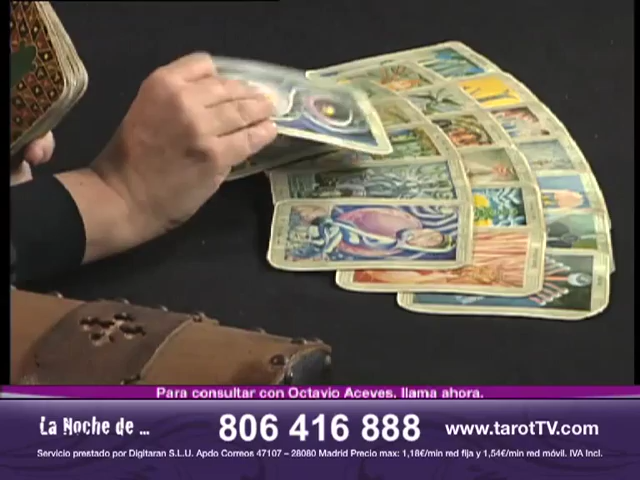 Para consultar con Octavio Aceves, llama ahora.
La Noche de ...
806 416 888
www.tarotTV.com
Servicio prestado por Digitaran S.L.U. Apdo Correos 47107 – 28080 Madrid Precio max: 1,18€/min red fija y 1,54€/min red móvil. IVA Incl.